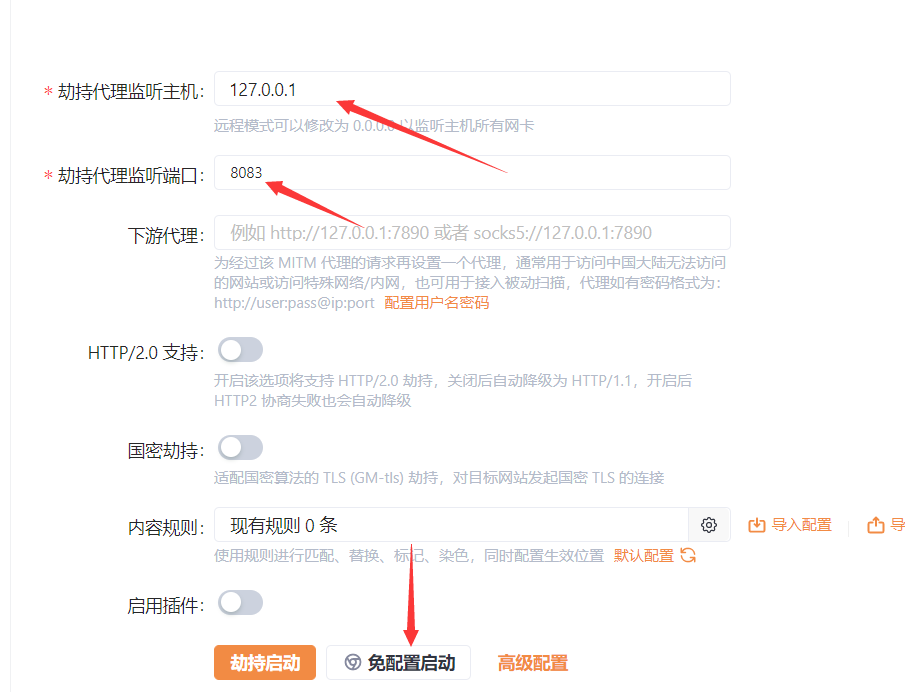 * 劫持代理监听主机: 127.0.0.1
远程模式可以修改为 0.0.0.0 以监听主机所有网卡
* 劫持代理监听端口: 8083
下游代理: 例如 http://127.0.0.1:7890 或者 socks5://127.0.0.1:7890
为经过该 MITM 代理的请求再设置一个代理，通常用于访问中国大陆无法访问
的网站或访问特殊网络/内网，也可用于接入被动扫描，代理如有密码格式为：
http://user:pass@ip:port 配置用户名密码
HTTP/2.0 支持:
开启该选项将支持 HTTP/2.0 劫持，关闭后自动降级为 HTTP/1.1，开启后
HTTP2 协商失败也会自动降级
国密劫持:
适配国密算法的 TLS (GM-tls) 劫持，对目标网站发起国密 TLS 的连接
内容规则: 现有规则 0 条 导入配置 导
使用规则进行匹配、替换、标记、染色，同时配置生效位置 默认配置
启用插件:
劫持启动 免配置启动 高级配置